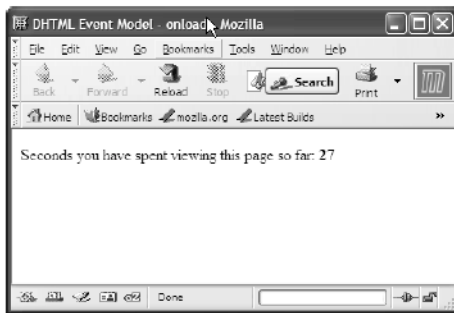 DHTML Event Model - onload - Mozilla
File Edit View Go Bookmarks Tools Window Help
Back Forward Reload Stop Search Print
Home Bookmarks mozilla.org Latest Builds »
Seconds you have spent viewing this page so far: 27
Done